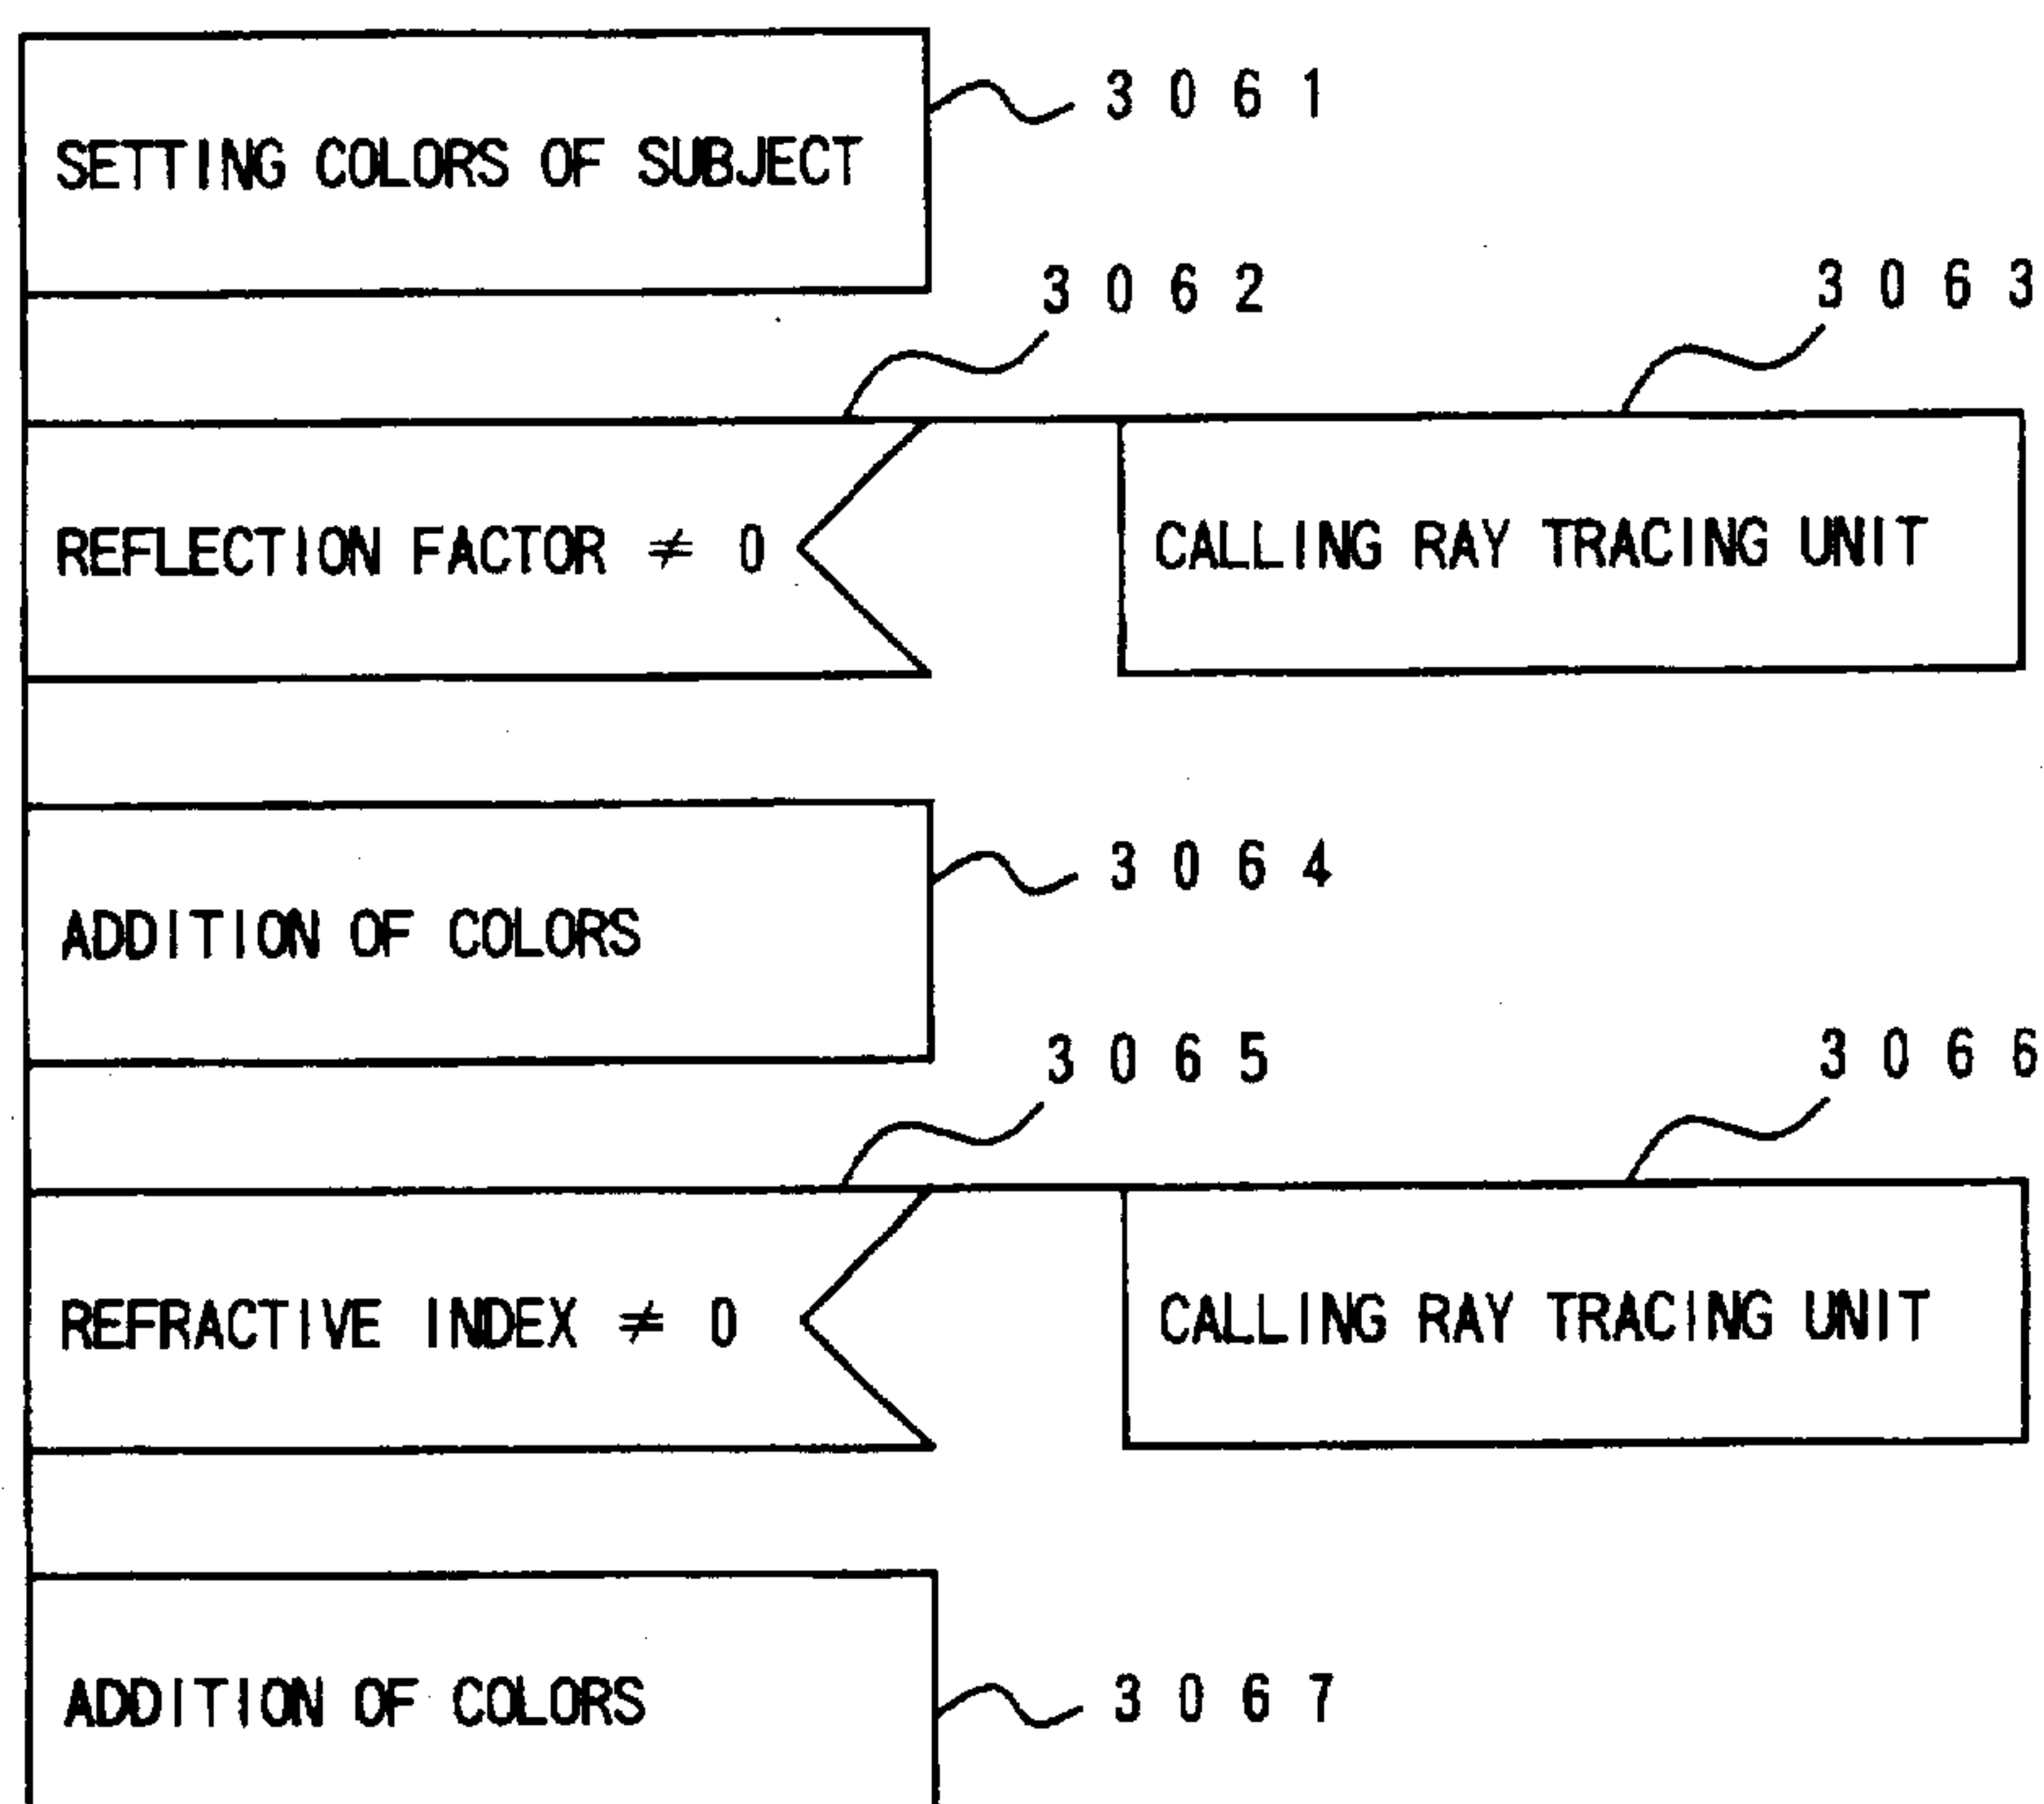 3061
SETTING COLORS OF SUBJECT
3062
3063
REFLECTION FACTOR ≠ 0
CALLING RAY TRACING UNIT
3064
ADDITION OF COLORS
3065
3066
REFRACTIVE INDEX ≠ 0
CALLING RAY TRACING UNIT
ADDITION OF COLORS
3067